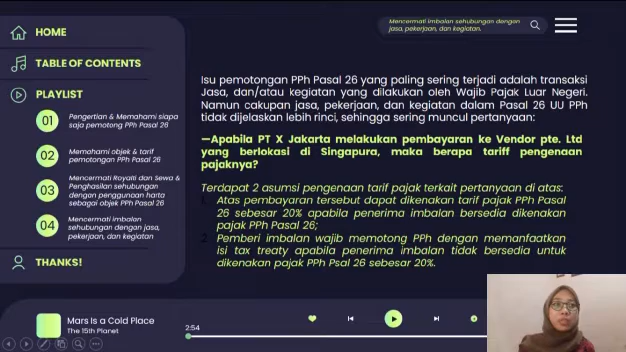 HOME
TABLE OF CONTENTS
PLAYLIST
01
Pengertian & Memahami siapa
saja pemotong PPh Pasal 26
02
Memahami objek & tarif
pemotongan PPh Pasal 26
03
Mencermati Royalti dan Sewa &
Penghasilan sehubungan
dengan penggunaan harta
sebagai objek PPh Pasal 26
04
Mencermati imbalan
sehubungan dengan jasa,
pekerjaan, dan kegiatan
THANKS!
Mencermati imbalan sehubungan dengan
jasa, pekerjaan, dan kegiatan.
Isu pemotongan PPh Pasal 26 yang paling sering terjadi adalah transaksi
Jasa, dan/atau kegiatan yang dilakukan oleh Wajib Pajak Luar Negeri.
Namun cakupan jasa, pekerjaan, dan kegiatan dalam Pasal 26 UU PPh
tidak dijelaskan lebih rinci, sehingga sering muncul pertanyaan:
—Apabila PT X Jakarta melakukan pembayaran ke Vendor pte. Ltd
yang berlokasi di Singapura, maka berapa tariff pengenaan
pajaknya?
Terdapat 2 asumsi pengenaan tarif pajak terkait pertanyaan di atas:
1. Atas pembayaran tersebut dapat dikenakan tarif pajak PPH Pasal
26 sebesar 20% apabila penerima imbalan bersedia dikenakan
pajak PPh Pasal 26;
2. Pemberi imbalan wajib memotong PPh dengan memanfaatkan
isi tax treaty apabila penerima imbalan tidak bersedia untuk
dikenakan pajak PPh Psal 26 sebesar 20%.
Mars Is a Cold Place
The 15th Planet
2:54